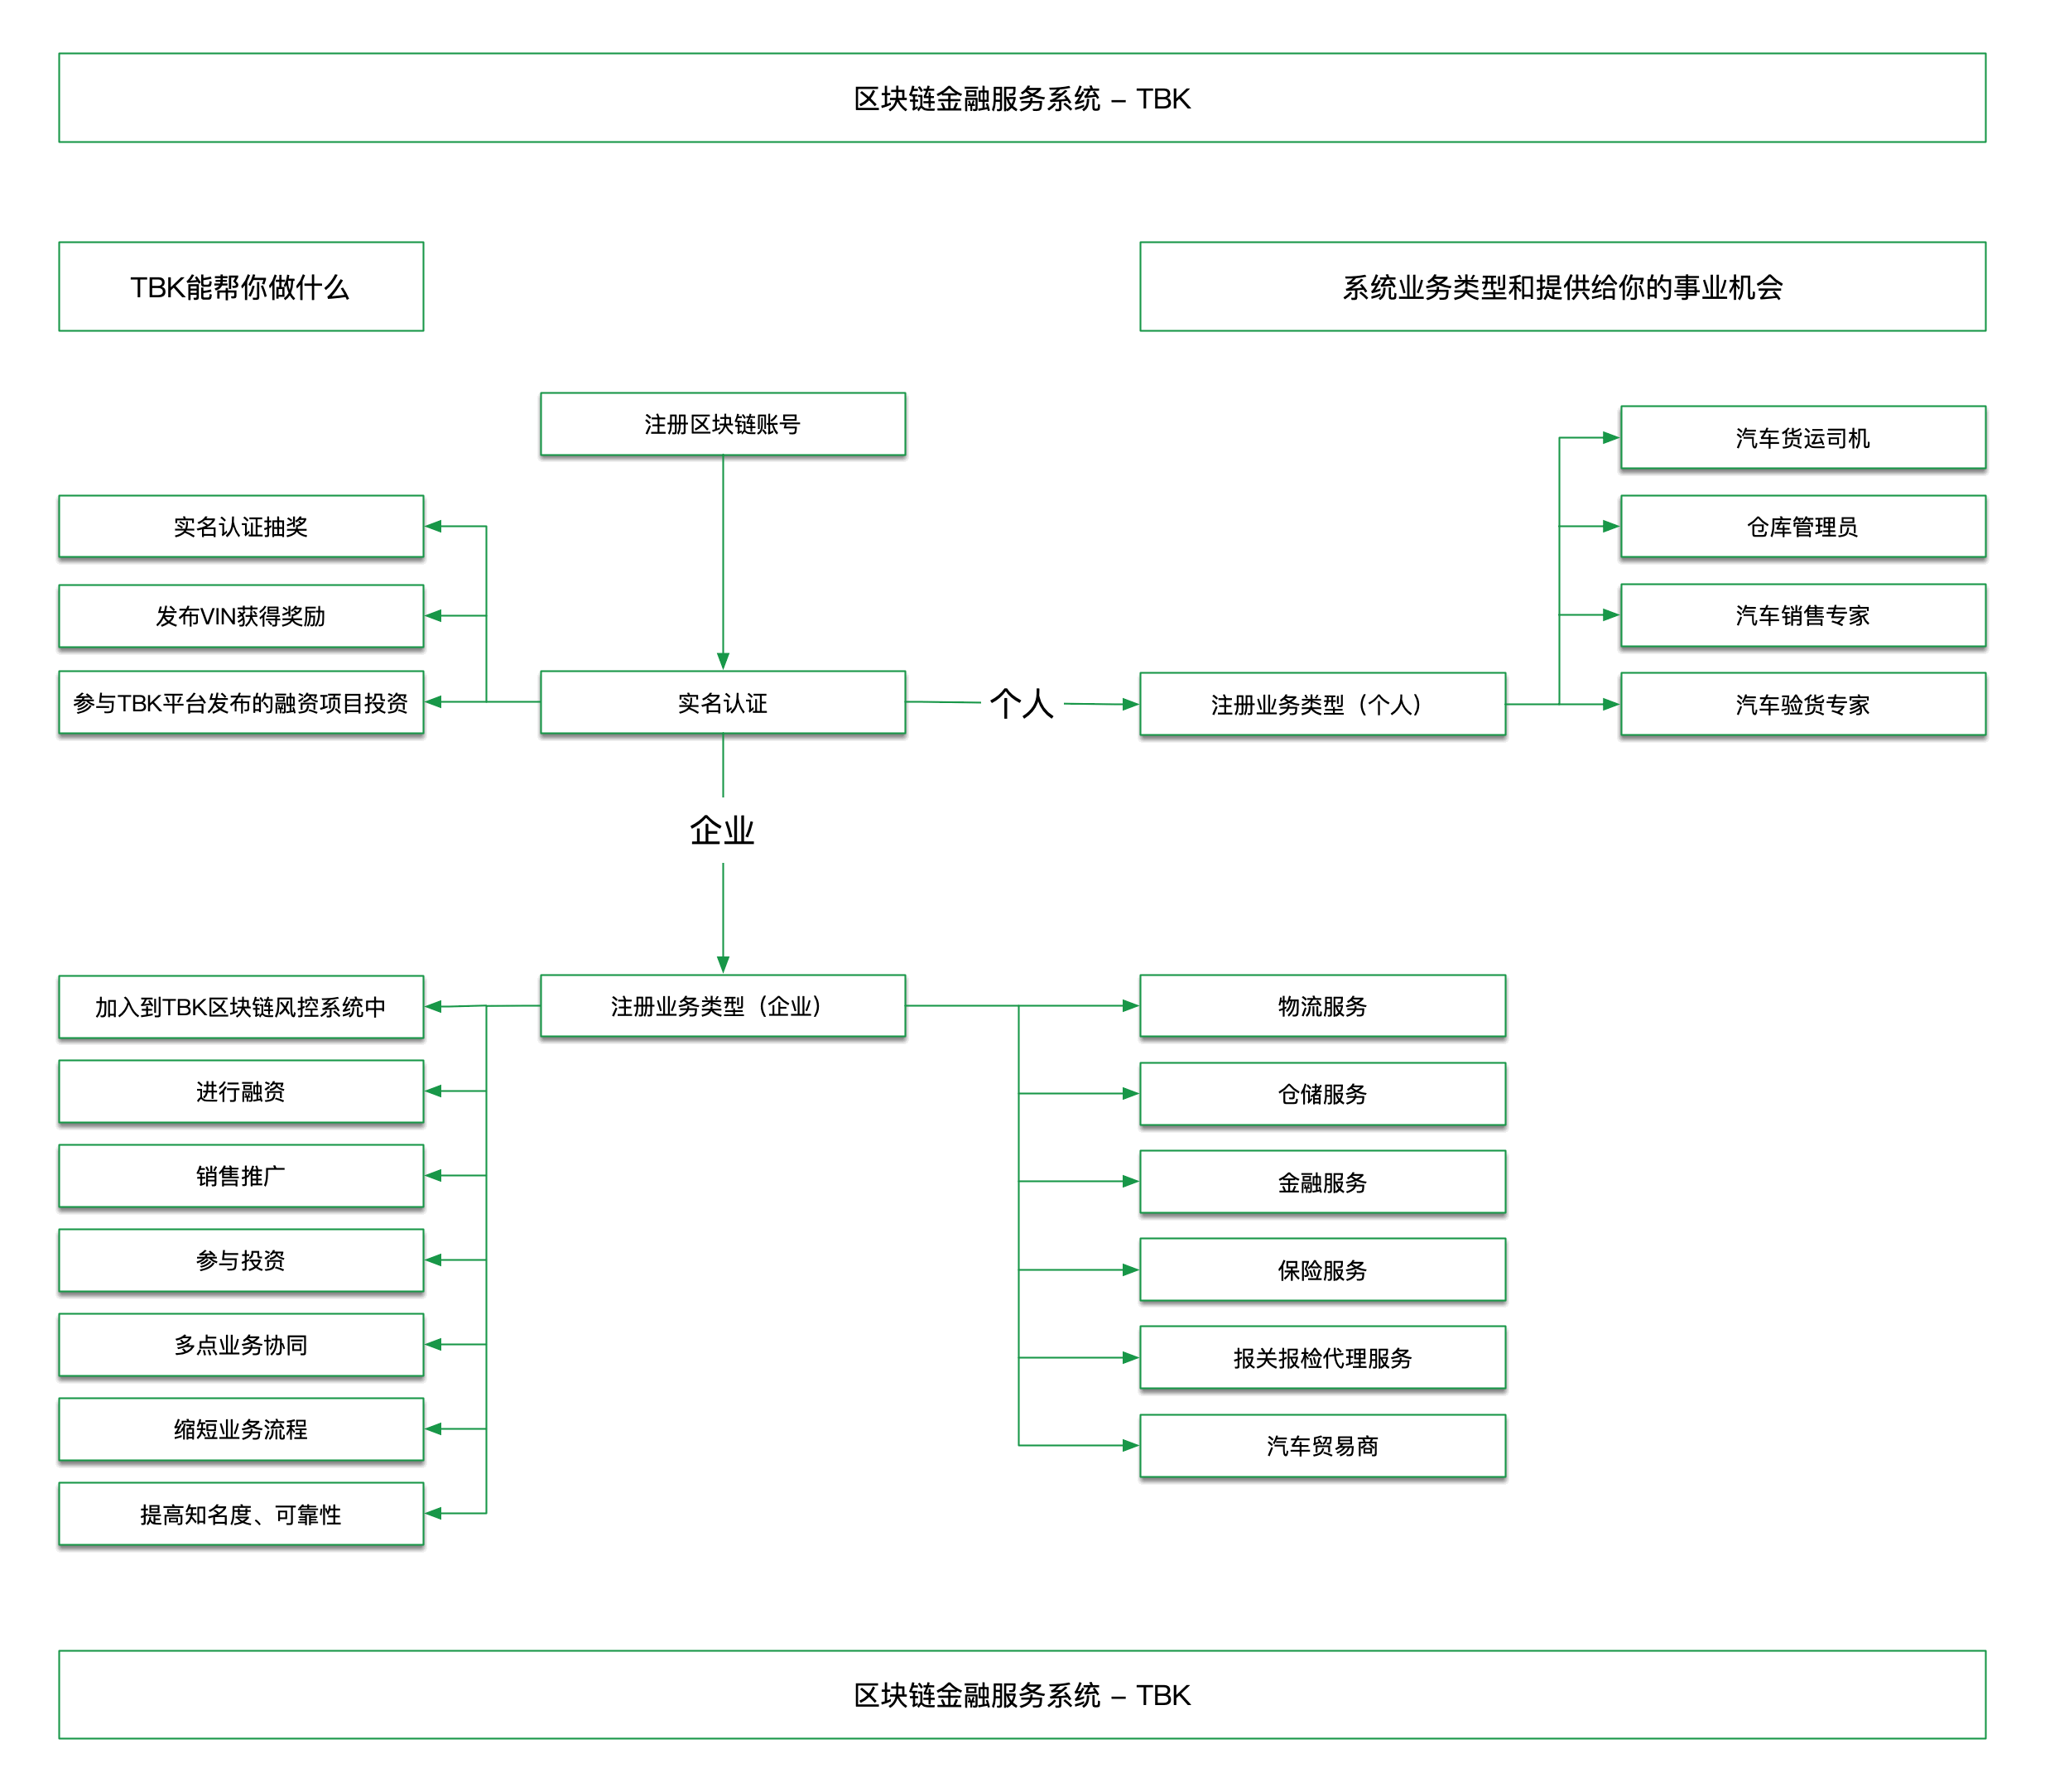 区块链金融服务系统 – TBK
TBK能帮你做什么
系统业务类型和提供给你的事业机会
注册区块链账号
汽车货运司机
实名认证抽奖
仓库管理员
发布VIN获得奖励
汽车销售专家
参与TBK平台发布的融资项目投资
实名认证
个人
注册业务类型（个人）
汽车验货专家
企业
加入到TBK区块链风控系统中
注册业务类型（企业）
物流服务
进行融资
仓储服务
销售推广
金融服务
参与投资
保险服务
多点业务协同
报关报检代理服务
缩短业务流程
汽车贸易商
提高知名度、可靠性
区块链金融服务系统 – TBK